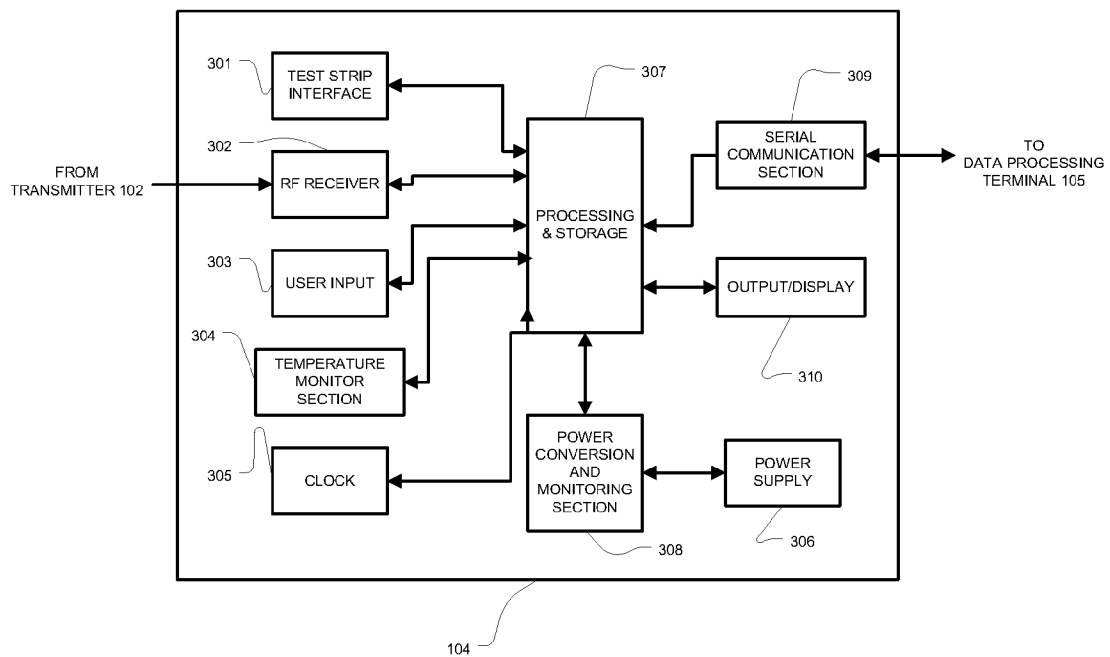 301
TEST STRIP
INTERFACE
302
FROM
TRANSMITTER 102
RF RECEIVER
303
USER INPUT
304
TEMPERATURE
MONITOR
SECTION
305
CLOCK
307
PROCESSING
& STORAGE
309
SERIAL
COMMUNICATION
SECTION
TO
DATA PROCESSING
TERMINAL 105
OUTPUT/DISPLAY
310
POWER
CONVERSION
AND
MONITORING
SECTION
308
POWER
SUPPLY
306
104